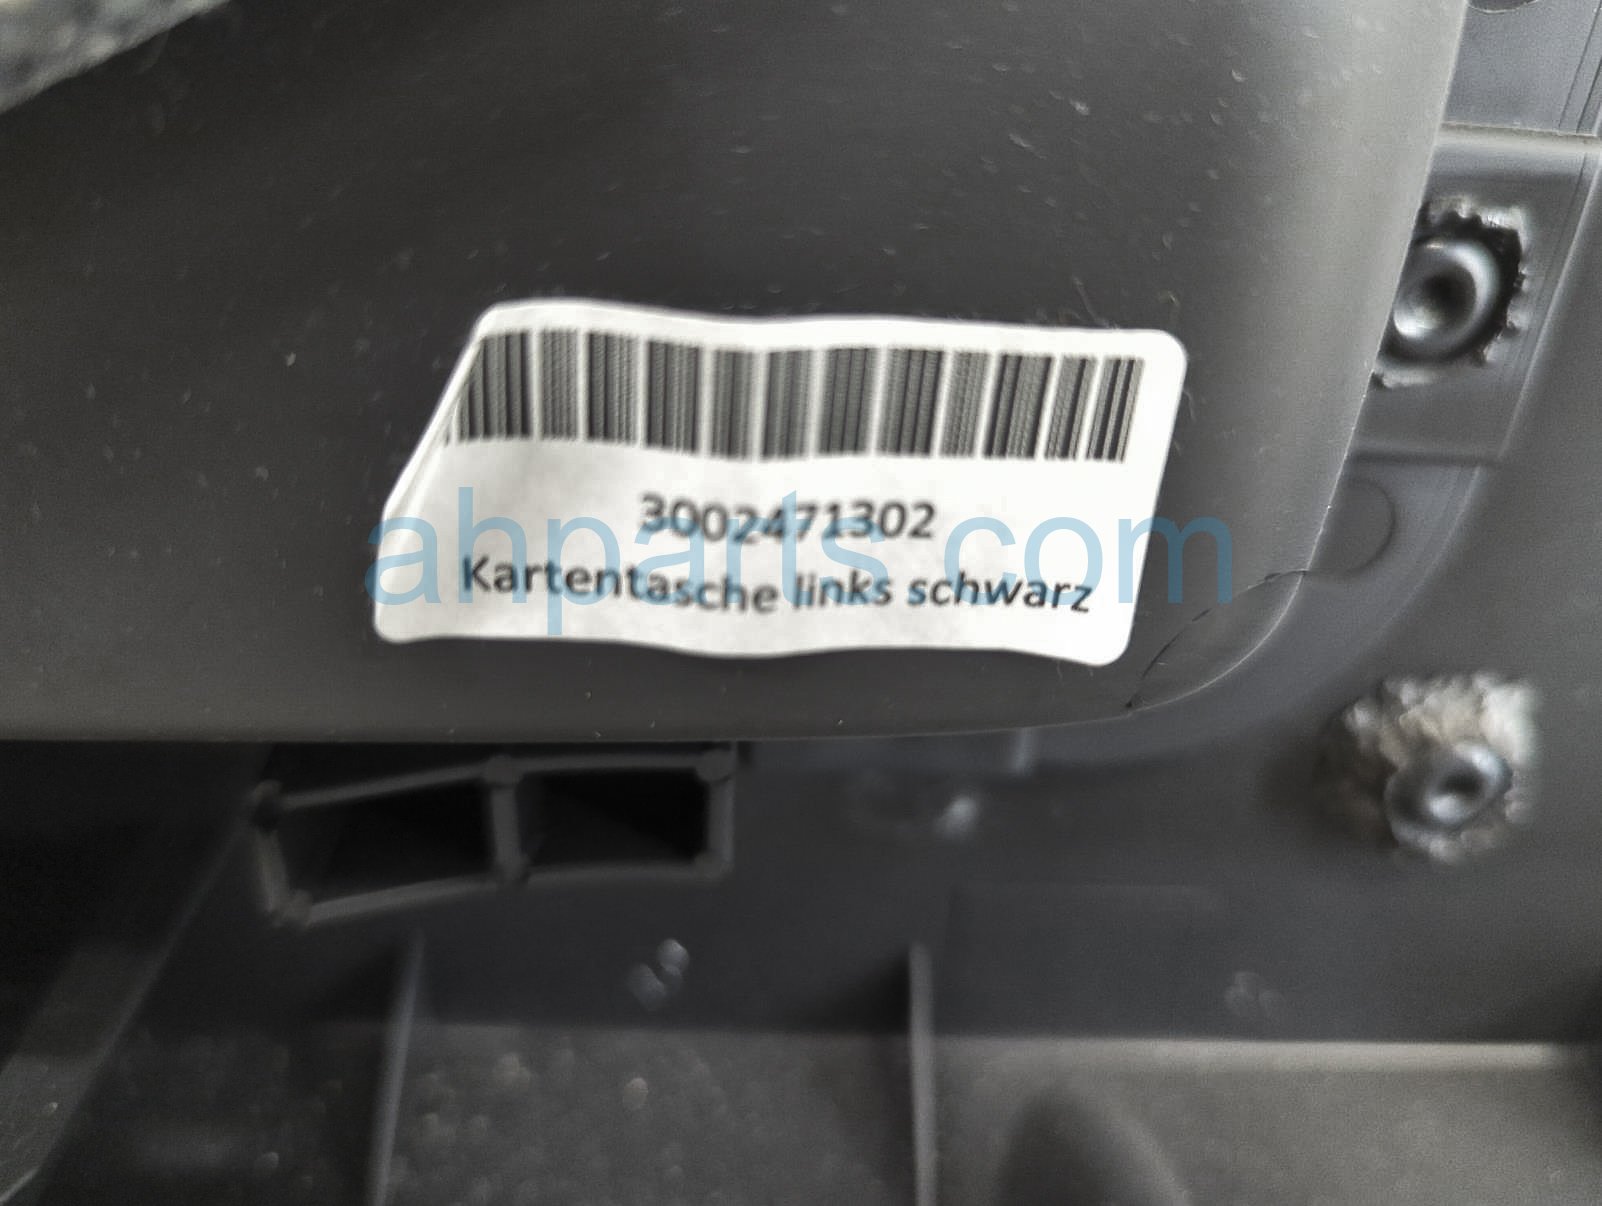 3002471302
Kartentasche links schwarz
ahparts.com